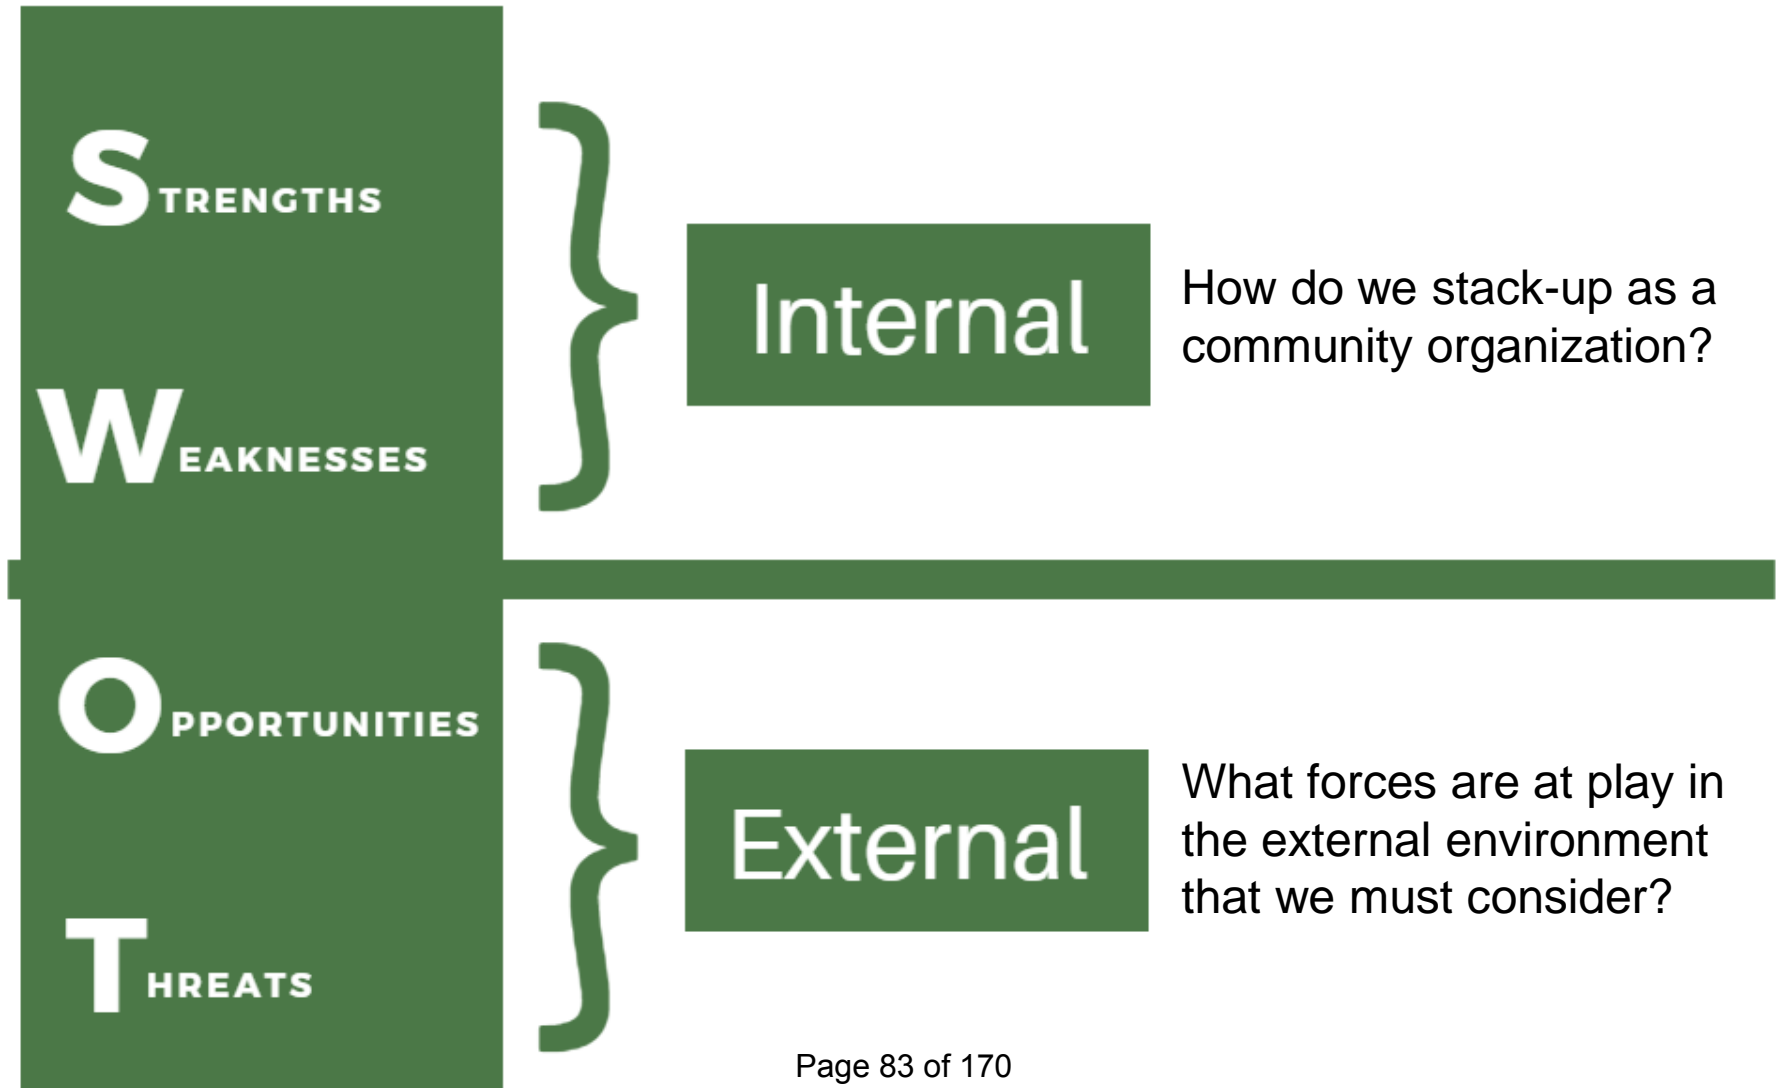 STRENGTHS
WEAKNESSES
Internal
How do we stack-up as a
community organization?
OPPORTUNITIES
THREATS
External
What forces are at play in
the external environment
that we must consider?
Page 83 of 170